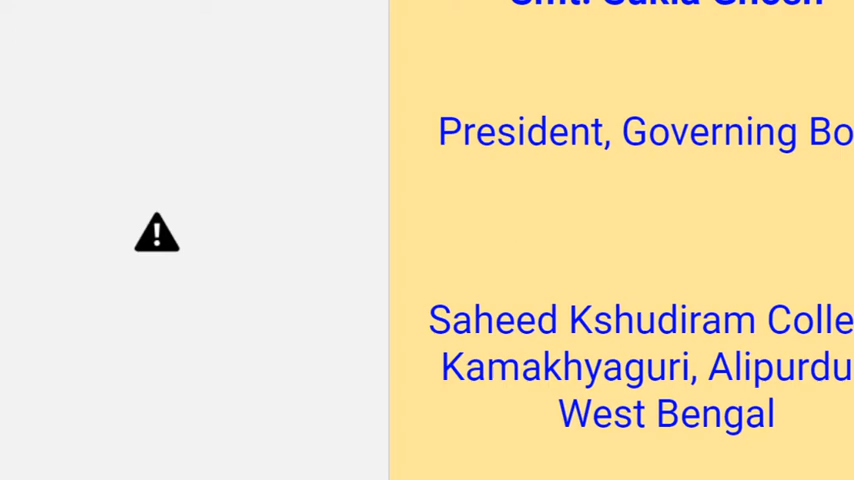 President, Governing Bo
Saheed Kshudiram Colle
Kamakhyaguri, Alipurdu
West Bengal